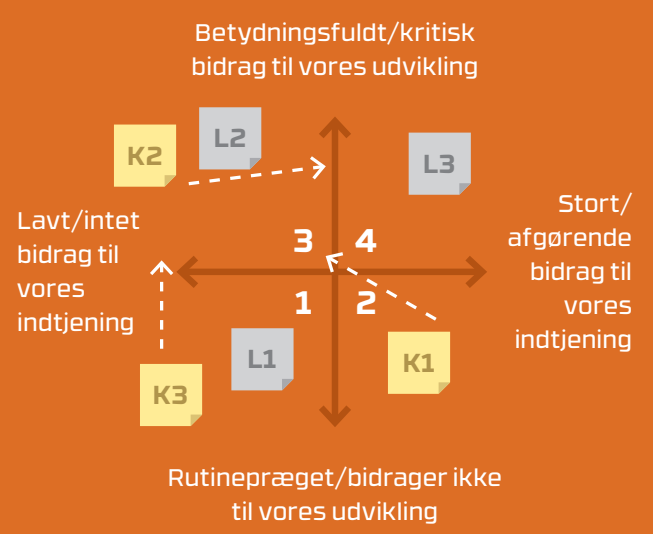 Betydningsfuldt/kritisk
bidrag til vores udvikling
K2
L2
L3
Lavt/intet
bidrag til
vores
indtjening
Stort/
afgørende
bidrag til
vores
indtjening
3
4
1
2
K3
L1
K1
Rutinepræget/bidrager ikke
til vores udvikling